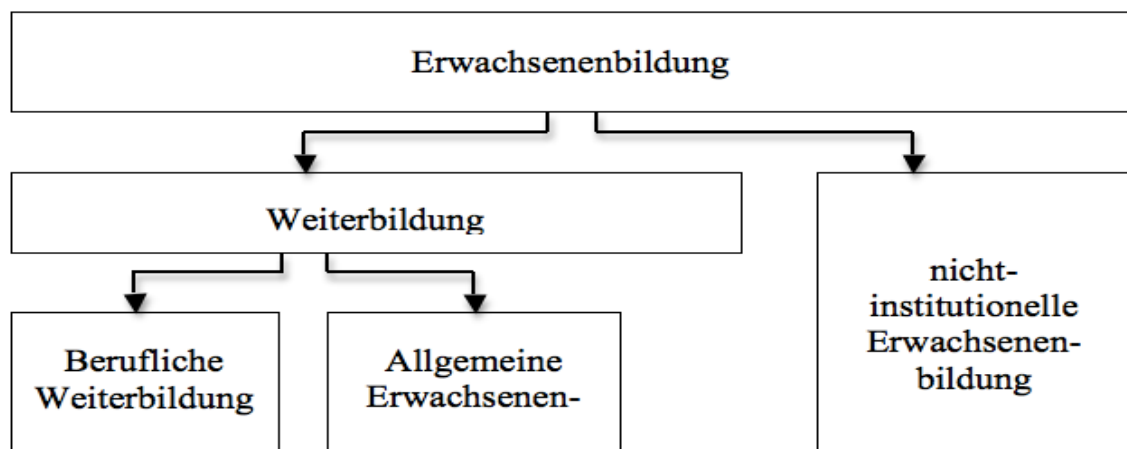 Erwachsenenbildung
Weiterbildung
nicht-
institutionelle
Erwachsenen-
bildung
Berufliche
Weiterbildung
Allgemeine
Erwachsenen-